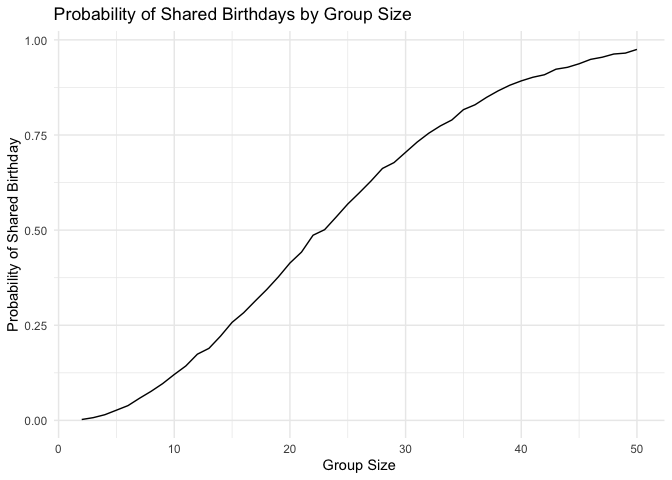 Probability of Shared Birthdays by Group Size
1.00
0.75
0.50
0.25
0.00
Probability of Shared Birthday
0 10 20 30 40 50
Group Size